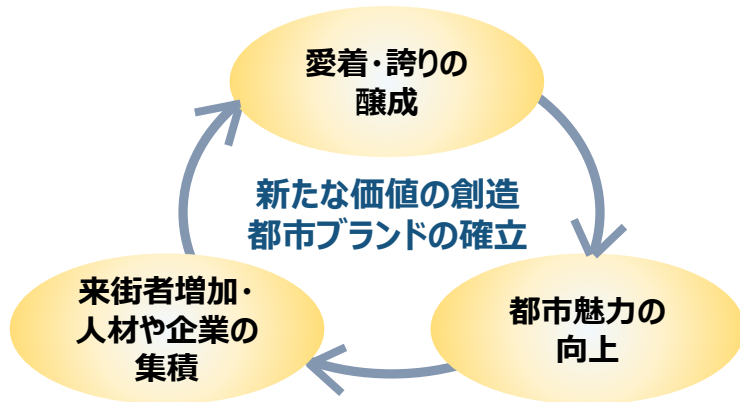 愛着・誇りの
醸成
新たな価値の創造
都市ブランドの確立
来街者増加・
人材や企業の
集積
都市魅力の
向上